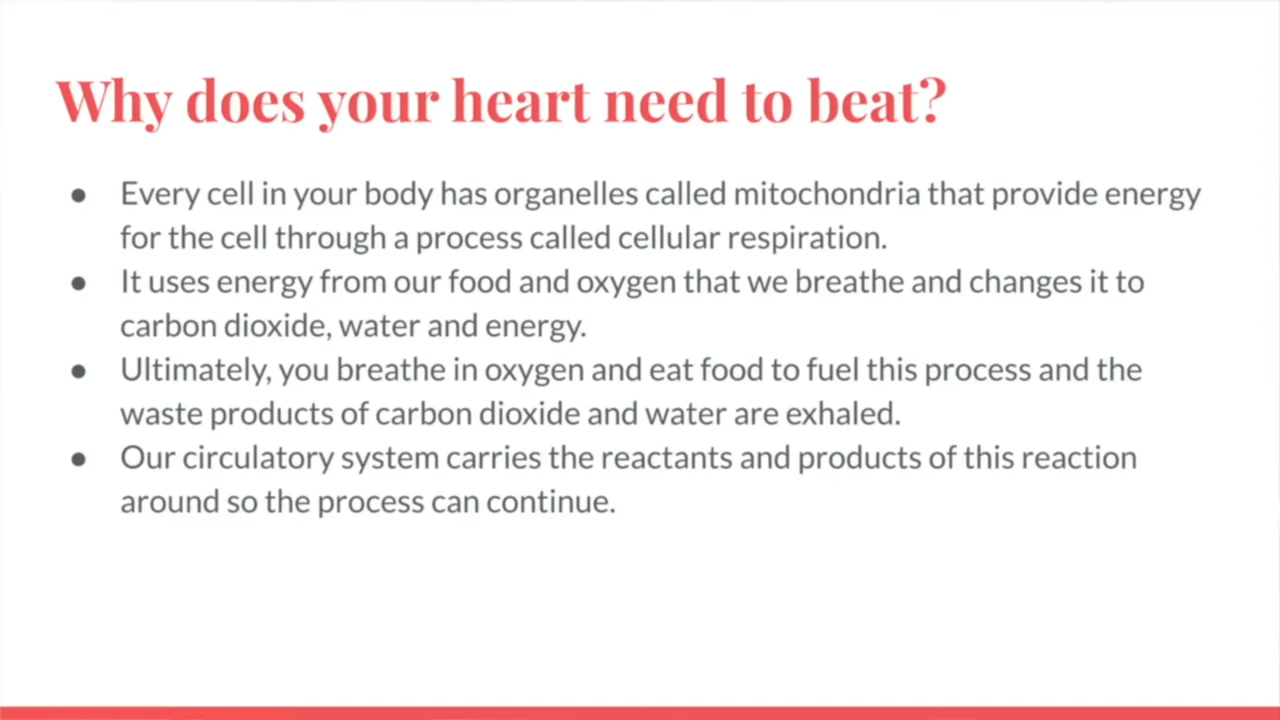 Why does your heart need to beat?
● Every cell in your body has organelles called mitochondria that provide energy
for the cell through a process called cellular respiration.
● It uses energy from our food and oxygen that we breathe and changes it to
carbon dioxide, water and energy.
● Ultimately, you breathe in oxygen and eat food to fuel this process and the
waste products of carbon dioxide and water are exhaled.
● Our circulatory system carries the reactants and products of this reaction
around so the process can continue.